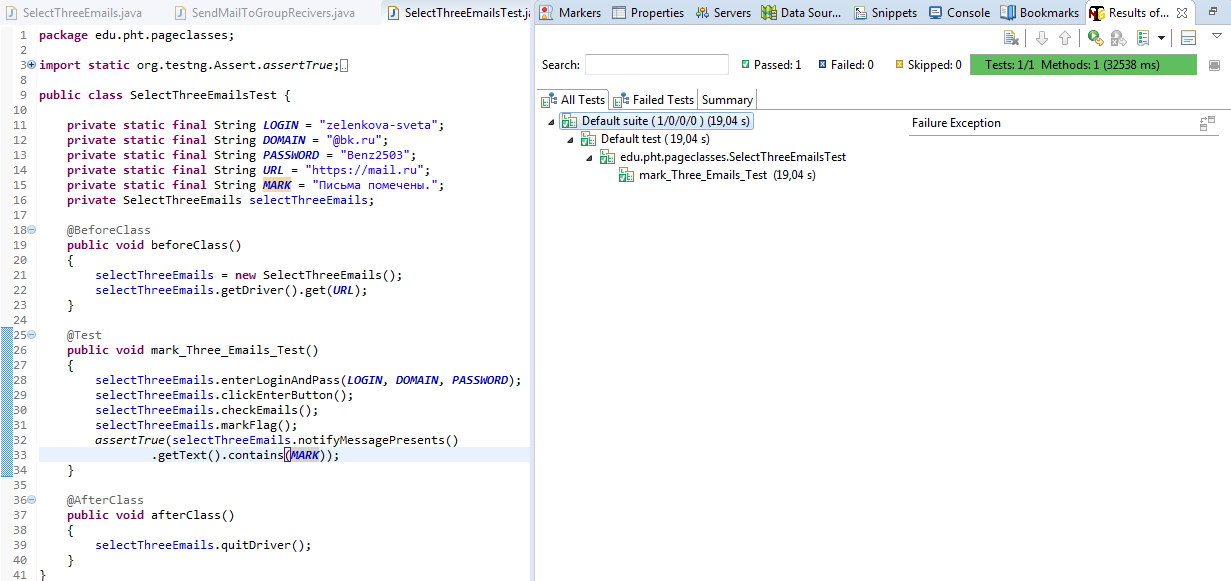 SelectThreeEmails.java
SendMailToGroupRecivers.java
SelectThreeEmailsTest.ja
1 package edu.pht.pageclasses;
2
3 import static org.testng.Assert.assertTrue;
8
9 public class SelectThreeEmailsTest {
10
11 private static final String LOGIN = "zelenkova-sveta";
12 private static final String DOMAIN = "@bk.ru";
13 private static final String PASSWORD = "Benz2503";
14 private static final String URL = "https://mail.ru";
15 private static final String MARK = "Письма помечены.";
16 private SelectThreeEmails selectThreeEmails;
17
18 @BeforeClass
19 public void beforeClass()
20 {
21 selectThreeEmails = new SelectThreeEmails();
22 selectThreeEmails.getDriver().get(URL);
23 }
24
25 @Test
26 public void mark_Three_Emails_Test()
27 {
28 selectThreeEmails.enterLoginAndPass(LOGIN, DOMAIN, PASSWORD);
29 selectThreeEmails.clickEnterButton();
30 selectThreeEmails.checkEmails();
31 selectThreeEmails.markFlag();
32 assertTrue(selectThreeEmails.notifyMessagePresents()
33 .getText().contains(MARK));
34 }
35
36 @AfterClass
37 public void afterClass()
38 {
39 selectThreeEmails.quitDriver();
40 }
41 }
Markers Properties Servers Data Sour... Snippets Console Bookmarks Results of...
Search: Passed: 1 Failed: 0 Skipped: 0 Tests: 1/1 Methods: 1 (32538 ms)
All Tests Failed Tests Summary
Default suite ( 1/0/0/0 ) (19,04 s)
Default test ( 19,04 s)
edu.pht.pageclasses.SelectThreeEmailsTest
mark_Three_Emails_Test (19,04 s)
Failure Exception